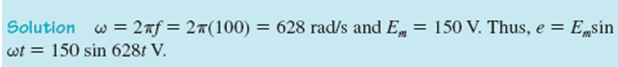 Solution ω = 2πf = 2π(100) = 628 rad/s and Eₘ = 150 V. Thus, e = Eₘsin
ωt = 150 sin 628t V.